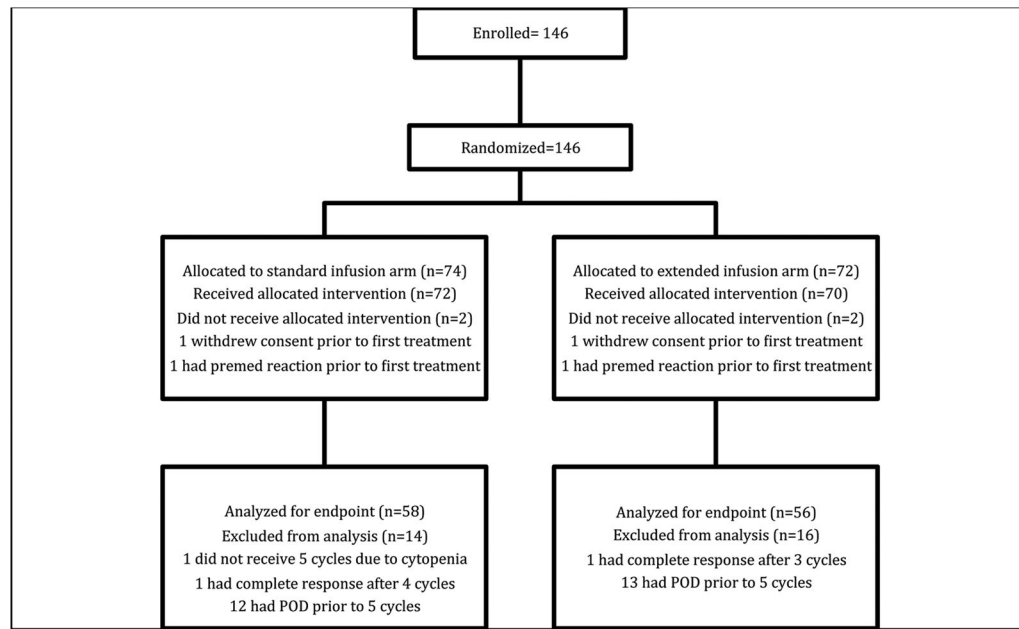 Enrolled= 146
Randomized=146
Allocated to standard infusion arm (n=74)
Received allocated intervention (n=72)
Did not receive allocated intervention (n=2)
1 withdrew consent prior to first treatment
1 had premed reaction prior to first treatment
Allocated to extended infusion arm (n=72)
Received allocated intervention (n=70)
Did not receive allocated intervention (n=2)
1 withdrew consent prior to first treatment
1 had premed reaction prior to first treatment
Analyzed for endpoint (n=58)
Excluded from analysis (n=14)
1 did not receive 5 cycles due to cytopenia
1 had complete response after 4 cycles
12 had POD prior to 5 cycles
Analyzed for endpoint (n=56)
Excluded from analysis (n=16)
1 had complete response after 3 cycles
13 had POD prior to 5 cycles